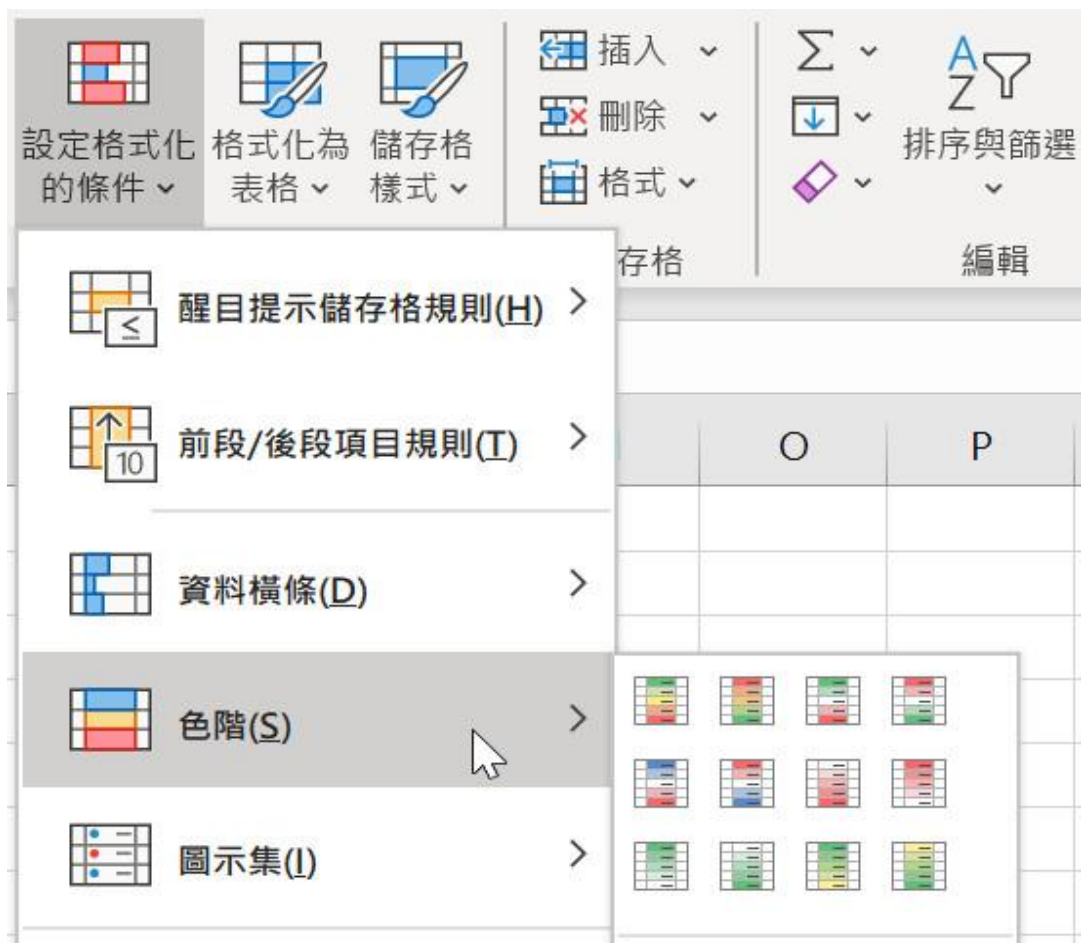 設定格式化
的條件
格式化為
表格
儲存格
樣式
插入
刪除
格式
存格
排序與篩選
編輯
醒目提示儲存格規則(H)
前段/後段項目規則(T)
10
資料橫條(D)
色階(S)
圖示集(I)
O
P